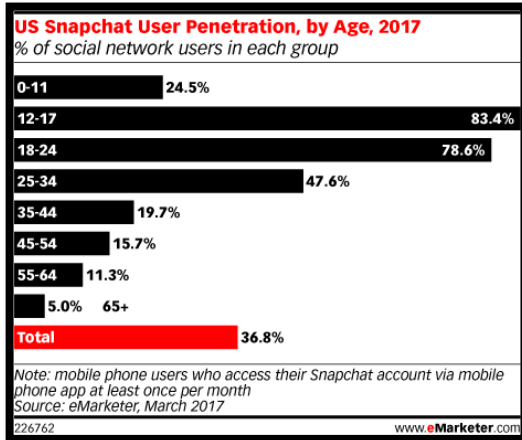 US Snapchat User Penetration, by Age, 2017
% of social network users in each group
0-11 24.5%
12-17 83.4%
18-24 78.6%
25-34 47.6%
35-44 19.7%
45-54 15.7%
55-64 11.3%
5.0% 65+
Total 36.8%
Note: mobile phone users who access their Snapchat account via mobile
phone app at least once per month
Source: eMarketer, March 2017
226762 www.eMarketer.com